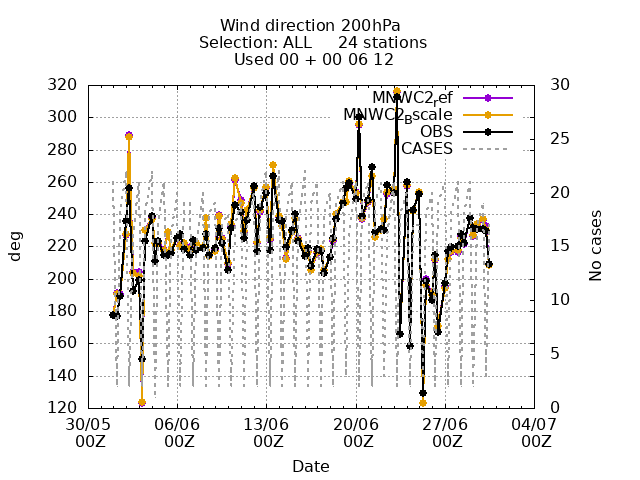 Wind direction 200hPa
Selection: ALL 24 stations
Used 00 + 00 06 12
MNWC2_ref
MNWC2_Bscale
OBS
CASES
320
300
280
260
240
220
200
180
160
140
120
deg
30
25
20
15
10
5
0
No cases
30/05 06/06 13/06 20/06 27/06 04/07
00Z 00Z 00Z 00Z 00Z 00Z
Date